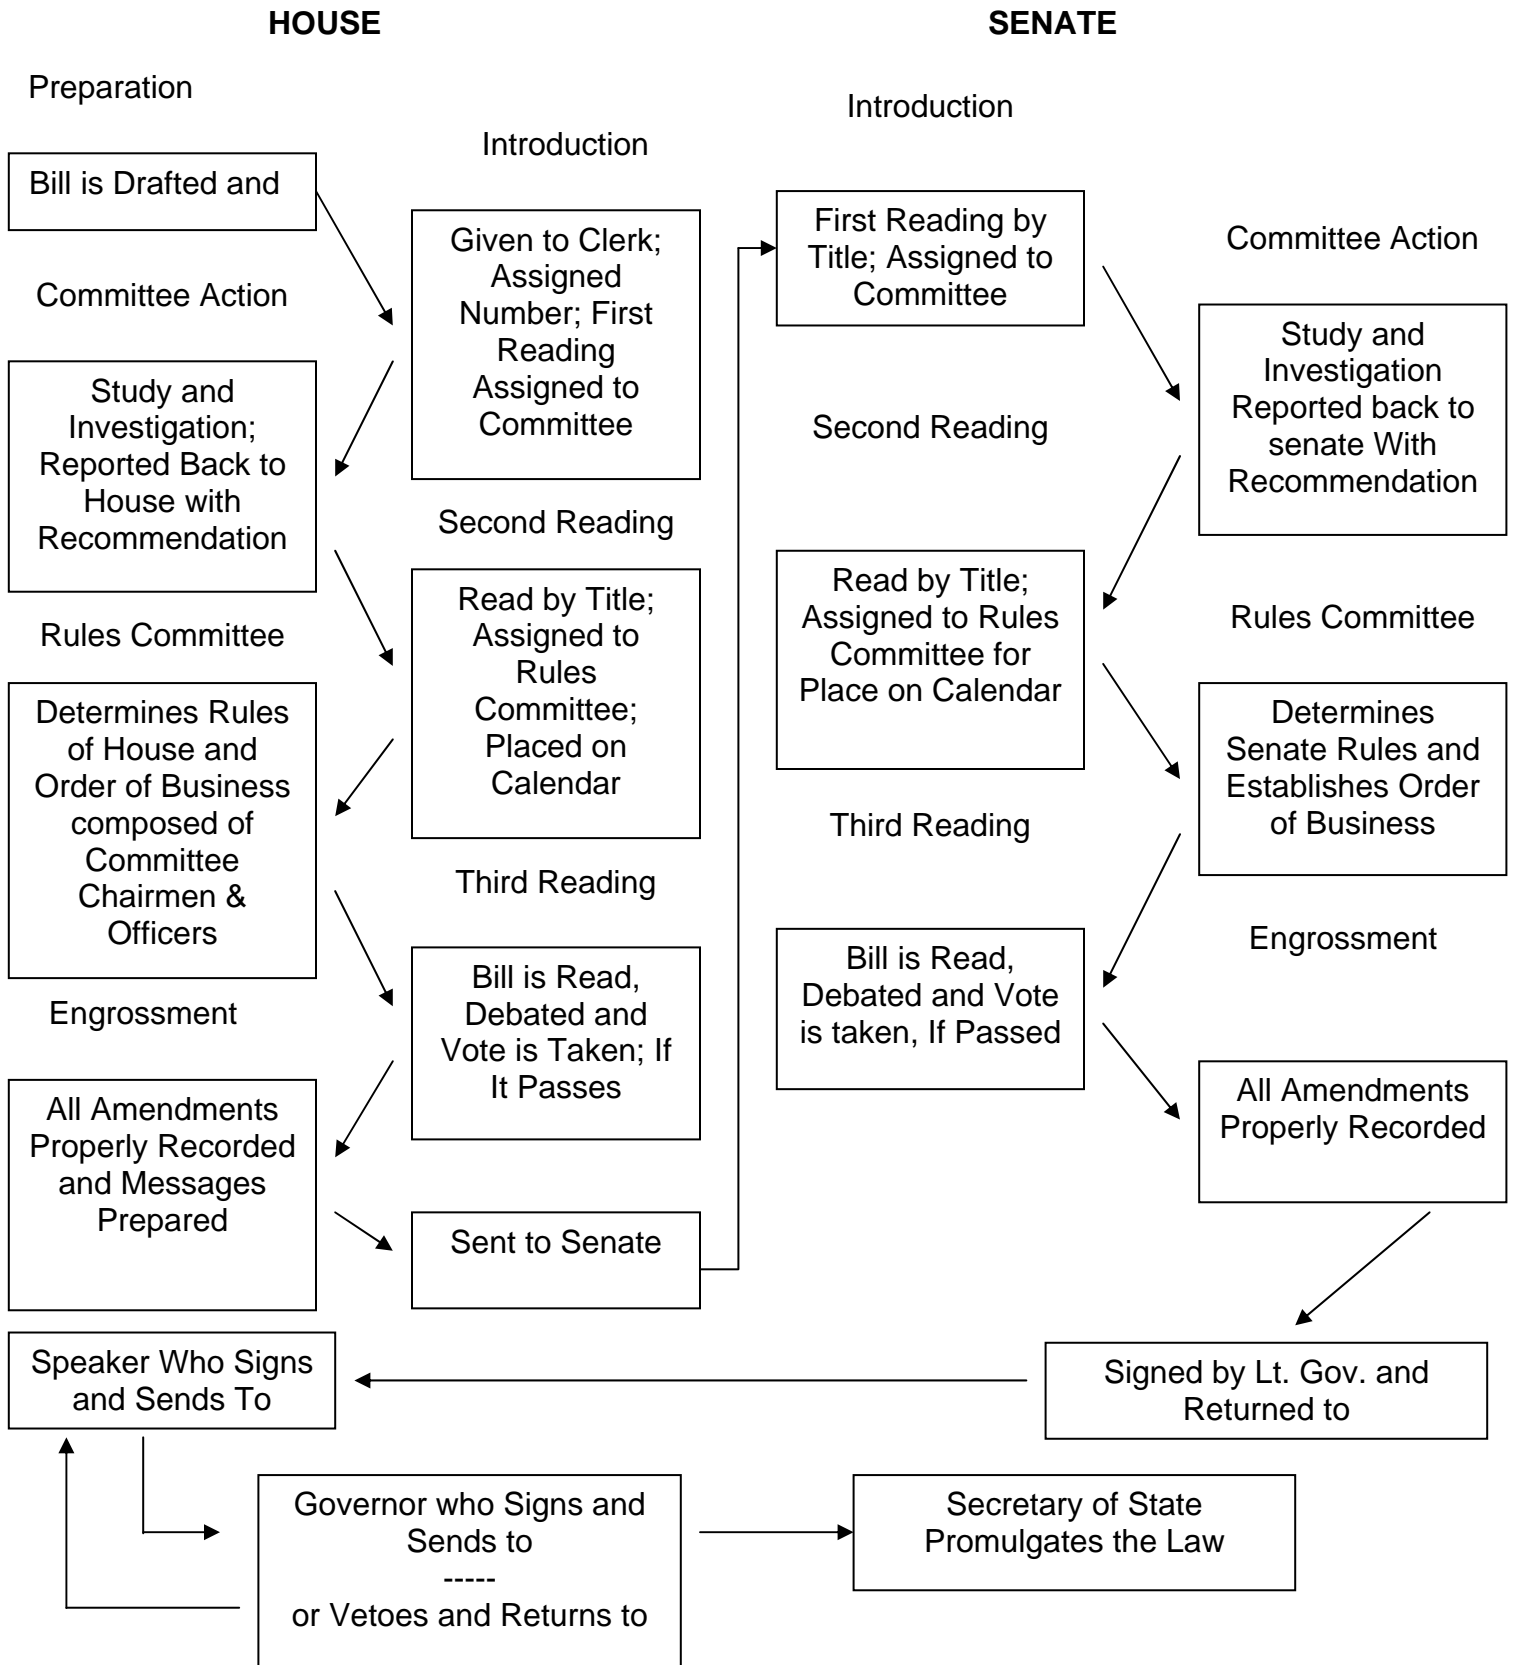 HOUSE
Preparation
Bill is Drafted and
Introduction
Given to Clerk;
Assigned
Number; First
Reading
Assigned to
Committee
Committee Action
Study and
Investigation;
Reported Back to
House with
Recommendation
Second Reading
Read by Title;
Assigned to
Rules
Committee;
Placed on
Calendar
Rules Committee
Determines Rules
of House and
Order of Business
composed of
Committee
Chairmen &
Officers
Third Reading
Bill is Read,
Debated and
Vote is Taken; If
It Passes
Engrossment
All Amendments
Properly Recorded
and Messages
Prepared
Sent to Senate
SENATE
Introduction
First Reading by
Title; Assigned to
Committee
Committee Action
Study and
Investigation
Reported back to
senate With
Recommendation
Second Reading
Read by Title;
Assigned to Rules
Committee for
Place on Calendar
Rules Committee
Determines
Senate Rules and
Establishes Order
of Business
Third Reading
Bill is Read,
Debated and Vote
is taken, If Passed
Engrossment
All Amendments
Properly Recorded
Signed by Lt. Gov. and
Returned to
Speaker Who Signs
and Sends To
Governor who Signs and
Sends to
-----
or Vetoes and Returns to
Secretary of State
Promulgates the Law